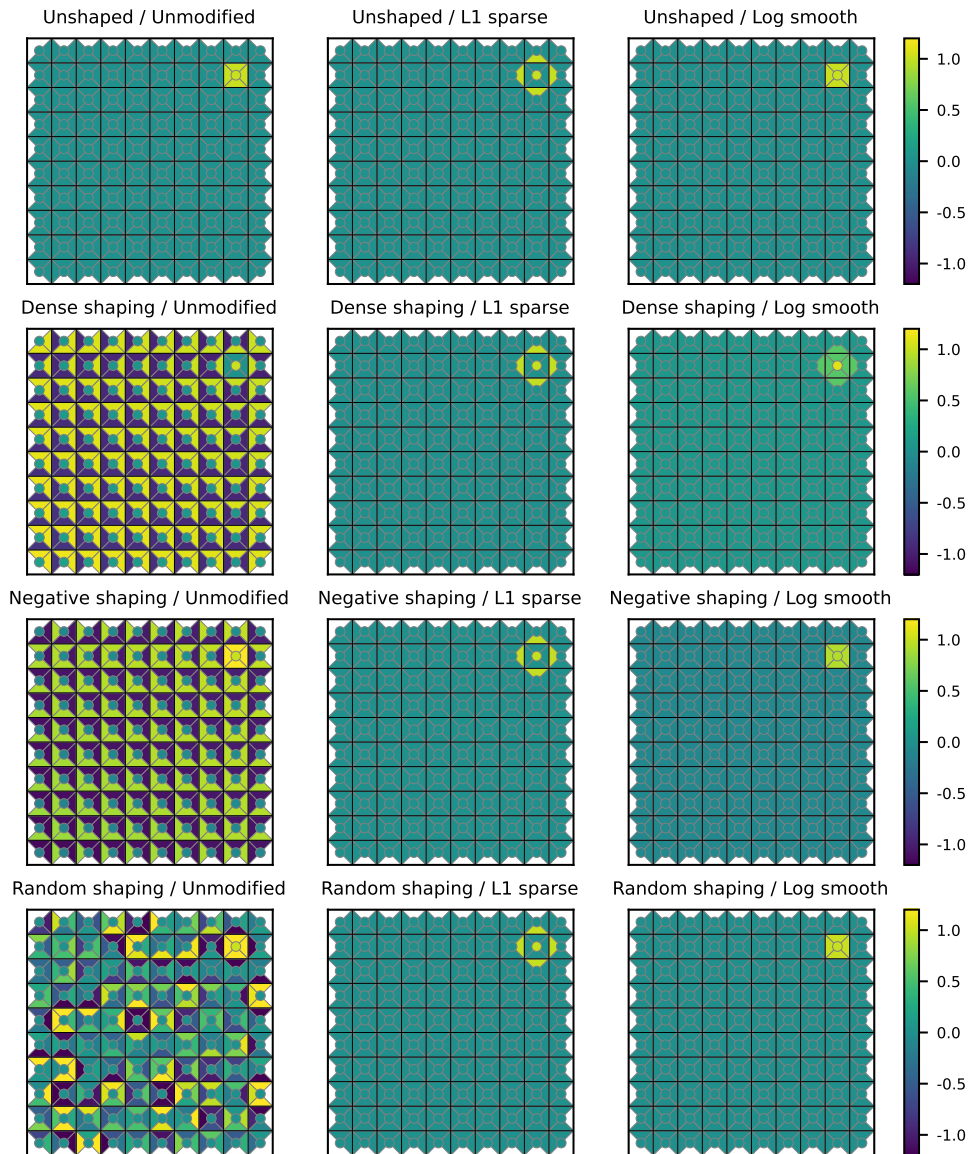 Unshaped / Unmodified
Unshaped / L1 sparse
Unshaped / Log smooth
1.0
0.5
0.0
-0.5
-1.0
Dense shaping / Unmodified
Dense shaping / L1 sparse
Dense shaping / Log smooth
1.0
0.5
0.0
-0.5
-1.0
Negative shaping / Unmodified
Negative shaping / L1 sparse
Negative shaping / Log smooth
1.0
0.5
0.0
-0.5
-1.0
Random shaping / Unmodified
Random shaping / L1 sparse
Random shaping / Log smooth
1.0
0.5
0.0
-0.5
-1.0